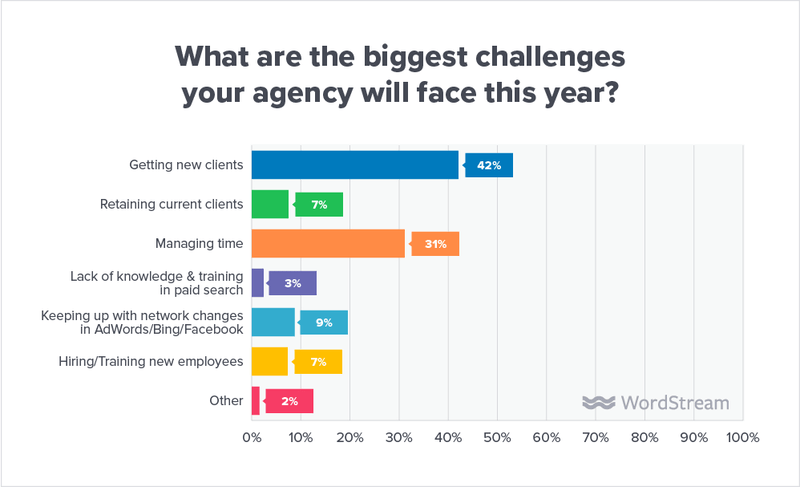 What are the biggest challenges
your agency will face this year?
Getting new clients
42%
Retaining current clients
7%
Managing time
31%
Lack of knowledge & training
in paid search
3%
Keeping up with network changes
in AdWords/Bing/Facebook
9%
Hiring/Training new employees
7%
Other
2%
WordStream
0% 10% 20% 30% 40% 50% 60% 70% 80% 90% 100%